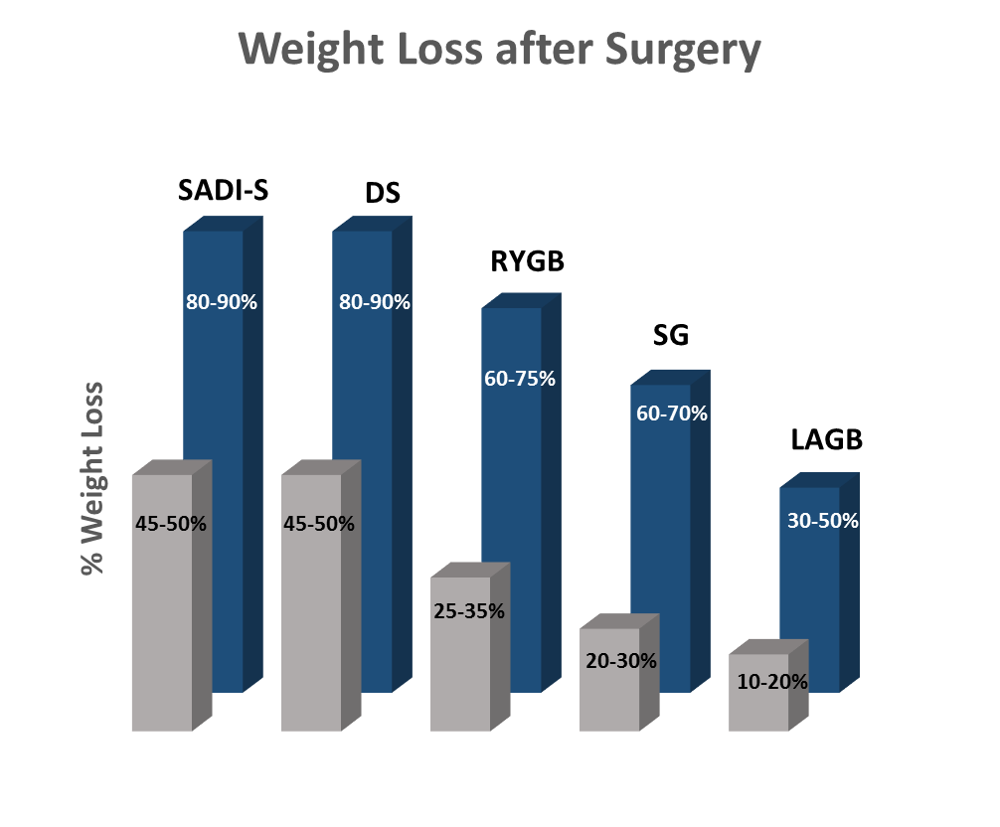 Weight Loss after Surgery
SADI-S
DS
RYGB
SG
LAGB
80-90%
80-90%
60-75%
60-70%
30-50%
45-50%
45-50%
25-35%
20-30%
10-20%
% Weight Loss